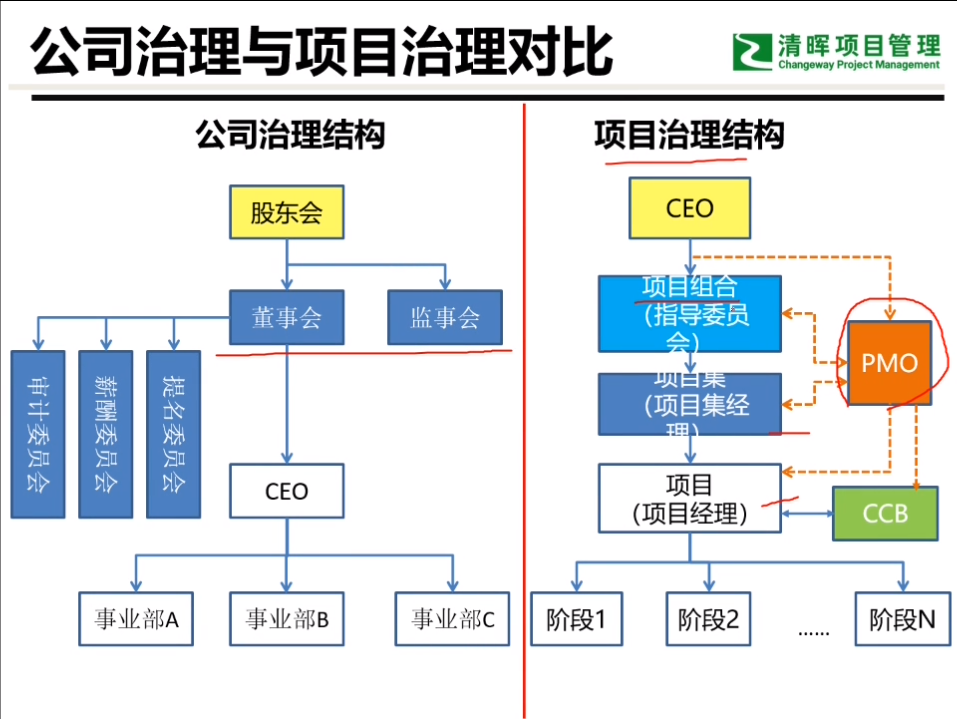 公司治理与项目治理对比
清晖项目管理
Changeway Project Management
公司治理结构
股东会
董事会
监事会
审计委员会
薪酬委员会
提名委员会
CEO
事业部A
事业部B
事业部C
项目治理结构
CEO
项目组合
（指导委员
会）
项目集
（项目集经
理）
PMO
项目
（项目经理）
CCB
阶段1
阶段2
……
阶段N